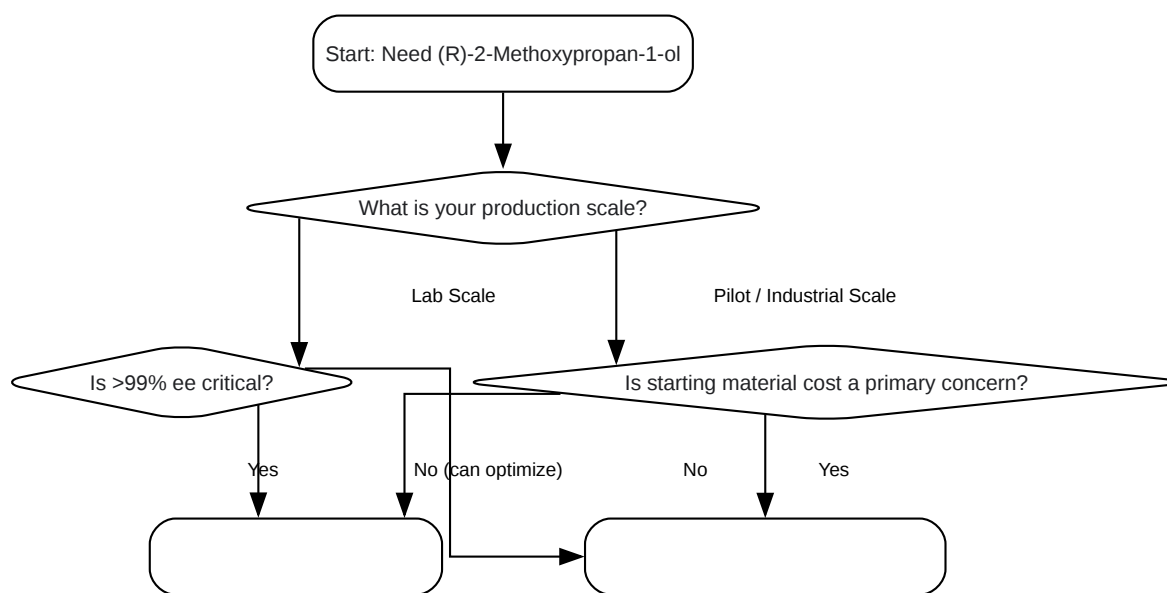 Start: Need (R)-2-Methoxypropan-1-ol
What is your production scale?
Lab Scale
Pilot / Industrial Scale
Is >99% ee critical?
Is starting material cost a primary concern?
Yes
No (can optimize)
No
Yes